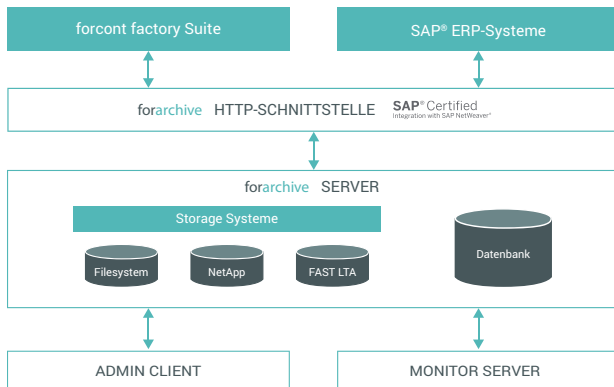 forcont factory Suite
SAP® ERP-Systeme
forarchive HTTP-SCHNITTSTELLE
SAP® Certified
Integration with SAP NetWeaver®
forarchive SERVER
Storage Systeme
Filesystem
NetApp
FAST LTA
Datenbank
ADMIN CLIENT
MONITOR SERVER